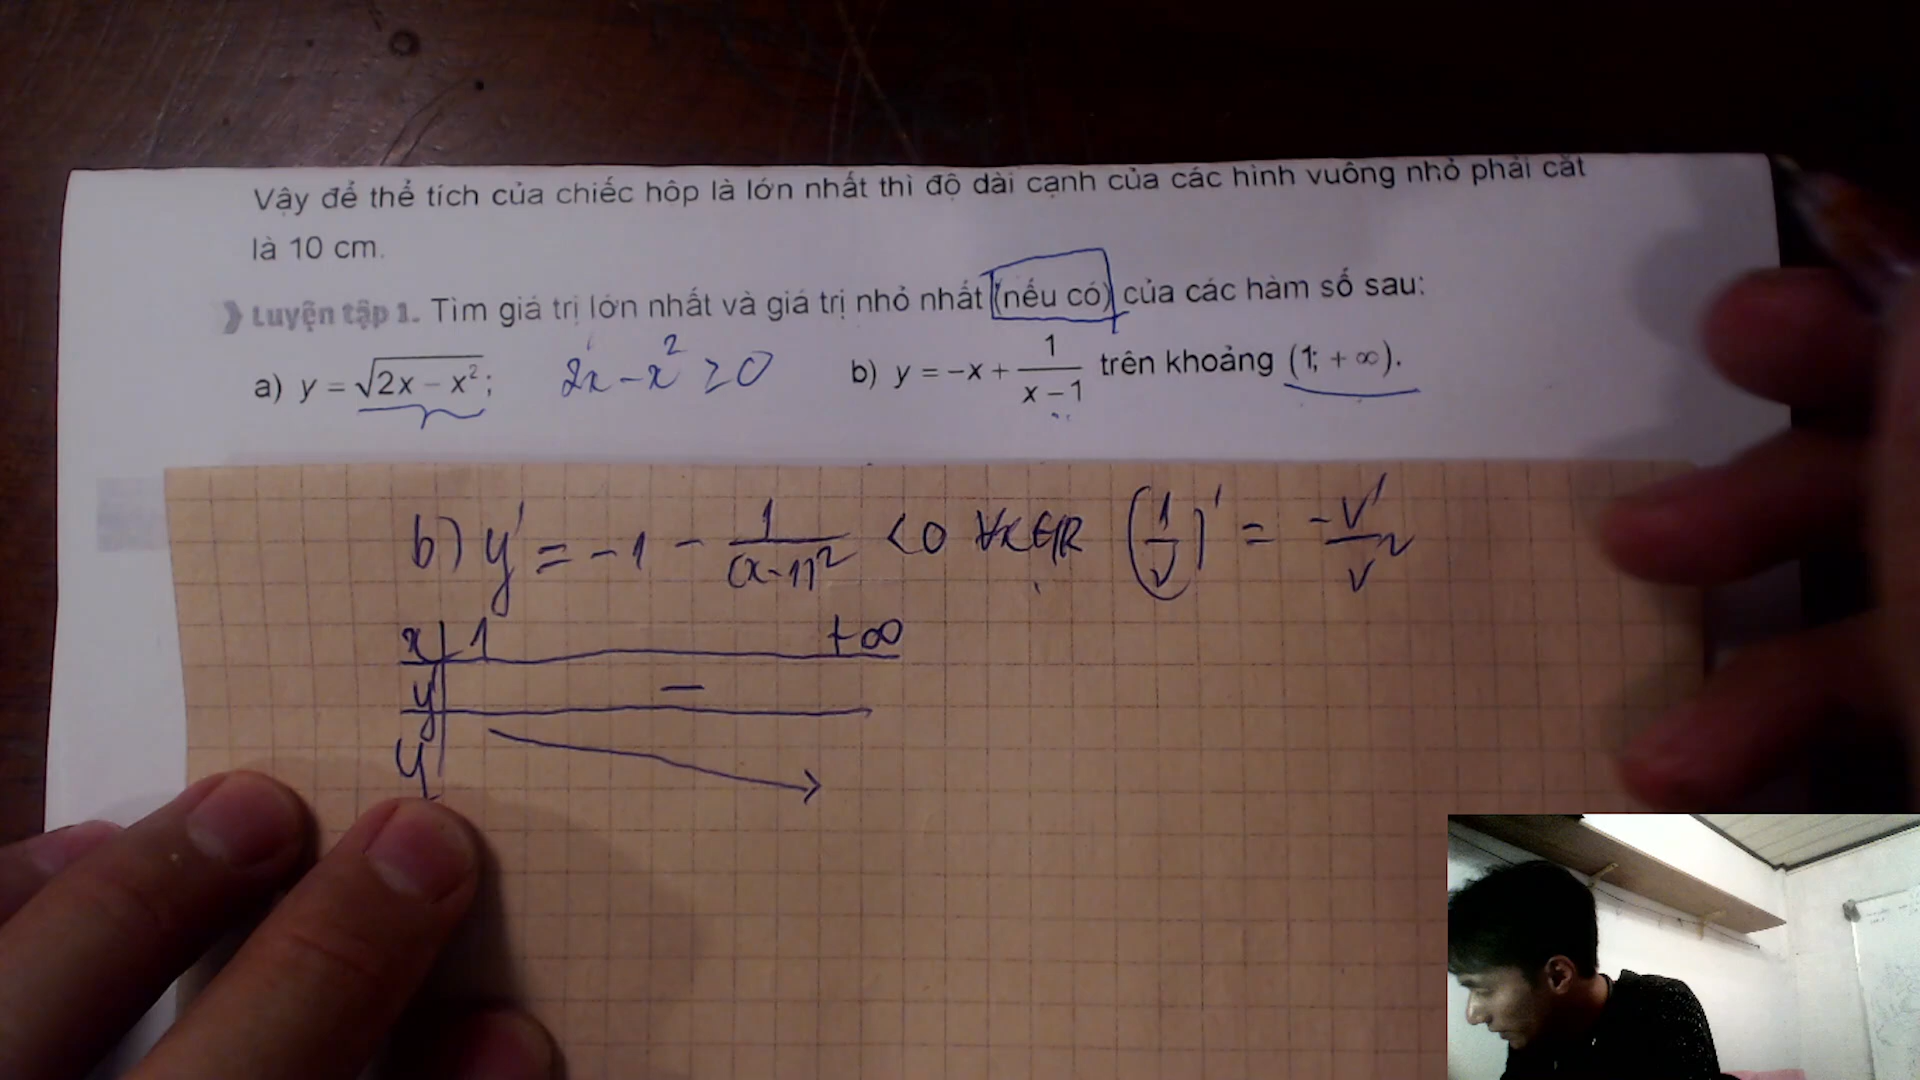 Vậy để thể tích của chiếc hộp là lớn nhất thì độ dài cạnh của các hình vuông nhỏ phải cắt
là 10 cm.
Luyện tập 1. Tìm giá trị lớn nhất và giá trị nhỏ nhất (nếu có) của các hàm số sau:
a) y = √(2x − x²); 2x − x² ≥ 0 b) y = −x + 1/(x − 1) trên khoảng (1; +∞).
b) y' = −1 − 1/(x−1)² < 0 ∀x∈R (1/v)' = −v'/v²
x 1 +∞
y' −
y